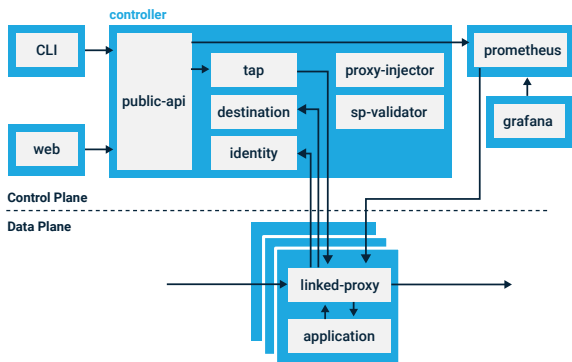 controller
CLI
public-api
tap
proxy-injector
prometheus
destination
sp-validator
grafana
web
identity
Control Plane
Data Plane
linked-proxy
application